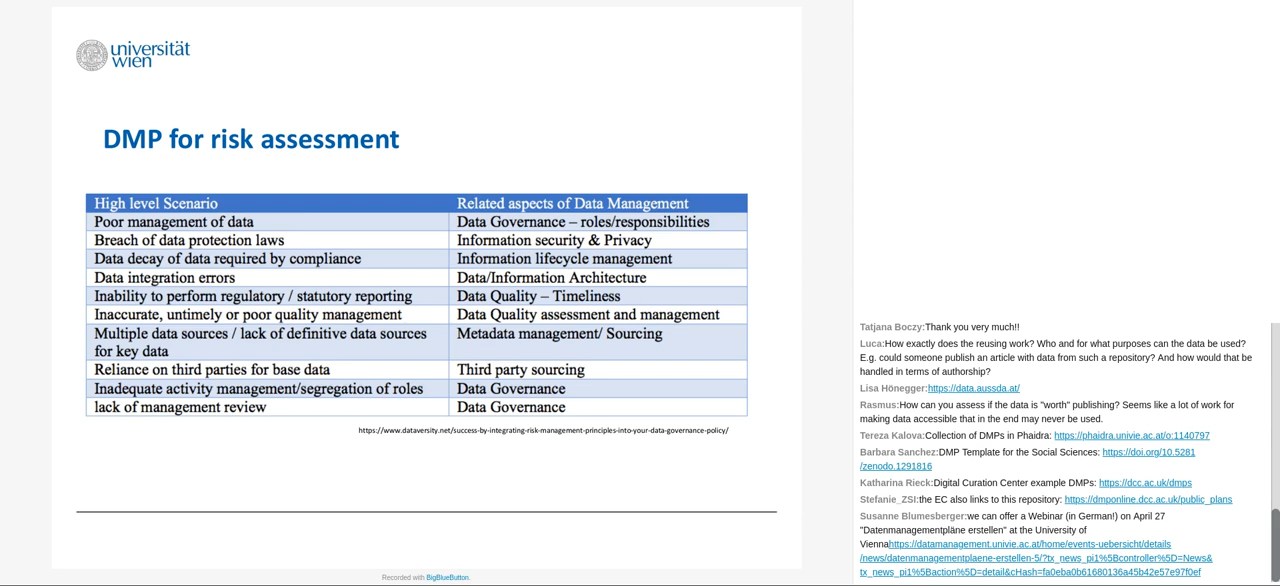 universität
wien
DMP for risk assessment
High level Scenario Related aspects of Data Management
Poor management of data Data Governance – roles/responsibilities
Breach of data protection laws Information security & Privacy
Data decay of data required by compliance Information lifecycle management
Data integration errors Data/Information Architecture
Inability to perform regulatory / statutory reporting Data Quality – Timeliness
Inaccurate, untimely or poor quality management Data Quality assessment and management
Multiple data sources / lack of definitive data sources Metadata management/ Sourcing
for key data
Reliance on third parties for base data Third party sourcing
Inadequate activity management/segregation of roles Data Governance
lack of management review Data Governance
https://www.dataversity.net/success-by-integrating-risk-management-principles-into-your-data-governance-policy/
Recorded with BigBlueButton.
Tatjana Boczy:Thank you very much!!
Luca:How exactly does the reusing work? Who and for what purposes can the data be used?
E.g. could someone publish an article with data from such a repository? And how would that be
handled in terms of authorship?
Lisa Hönegger:https://data.aussda.at/
Rasmus:How can you assess if the data is "worth" publishing? Seems like a lot of work for
making data accessible that in the end may never be used.
Tereza Kalova:Collection of DMPs in Phaidra: https://phaidra.univie.ac.at/o:1140797
Barbara Sanchez:DMP Template for the Social Sciences: https://doi.org/10.5281
/zenodo.1291816
Katharina Rieck:Digital Curation Center example DMPs: https://dcc.ac.uk/dmps
Stefanie_ZSI:the EC also links to this repository: https://dmponline.dcc.ac.uk/public_plans
Susanne Blumesberger:we can offer a Webinar (in German!) on April 27
"Datenmanagementpläne erstellen" at the University of
Viennahttps://datamanagement.univie.ac.at/home/events-uebersicht/details
/news/datenmanagementplaene-erstellen-5/?tx_news_pi1%5Bcontroller%5D=News&
tx_news_pi1%5Baction%5D=detail&cHash=fa0eba0b61680136a45b42e57e97f0ef